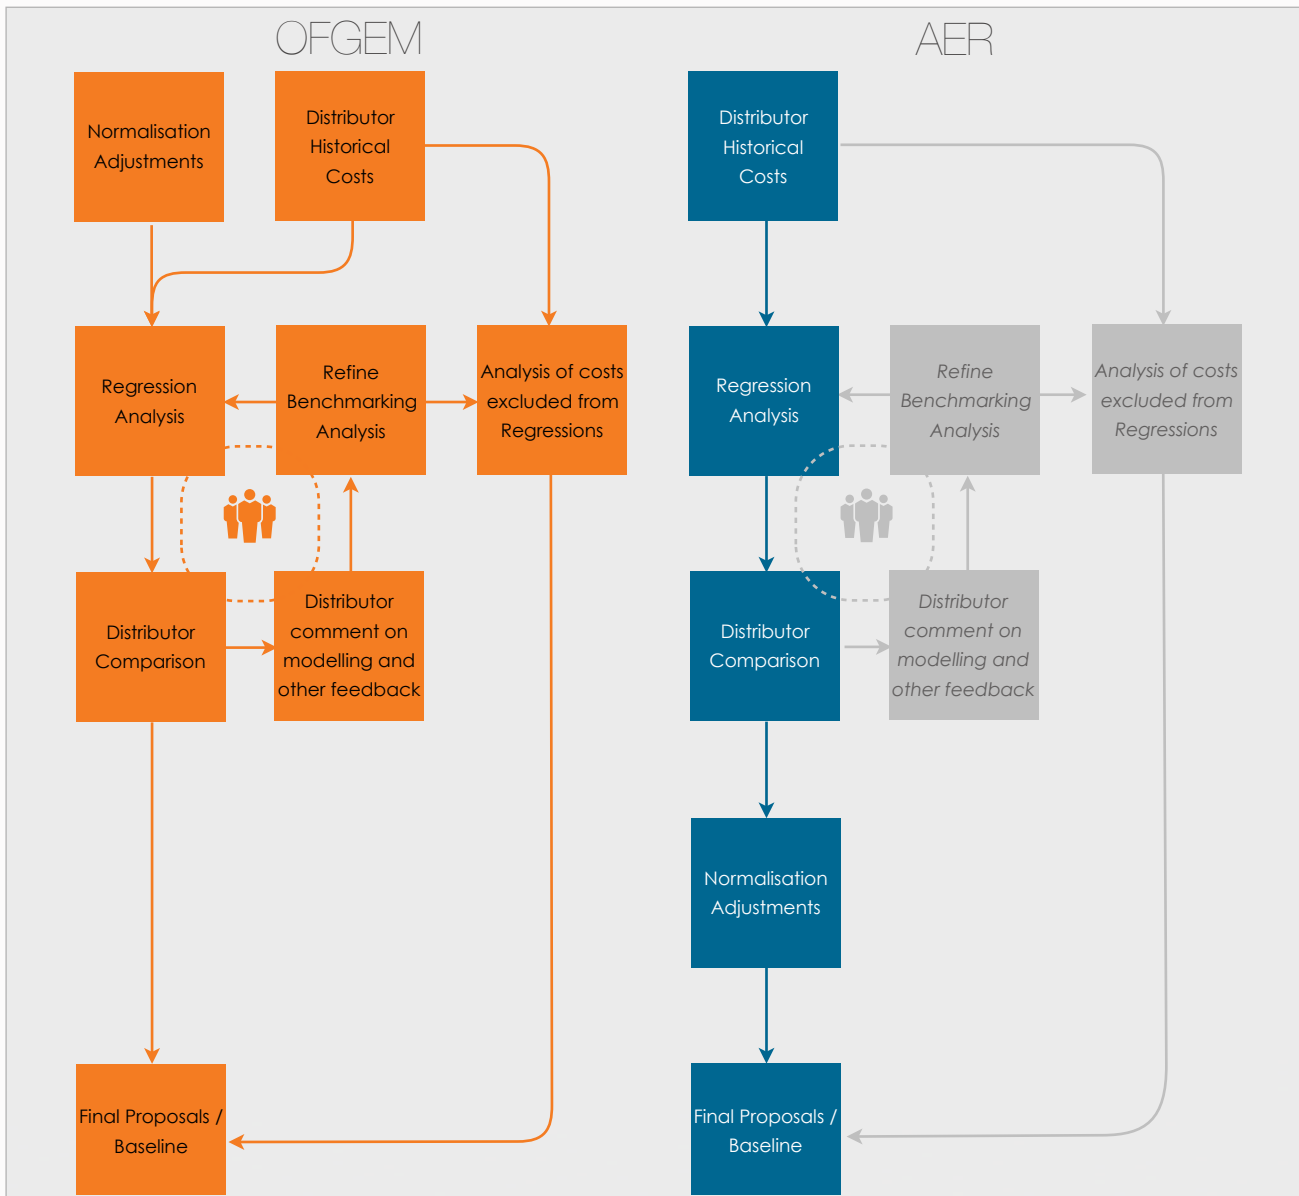 OFGEM
Normalisation
Adjustments
Distributor
Historical
Costs
Regression
Analysis
Refine
Benchmarking
Analysis
Analysis of costs
excluded from
Regressions
Distributor
Comparison
Distributor
comment on
modelling and
other feedback
Final Proposals /
Baseline
AER
Distributor
Historical
Costs
Regression
Analysis
Refine
Benchmarking
Analysis
Analysis of costs
excluded from
Regressions
Distributor
Comparison
Distributor
comment on
modelling and
other feedback
Normalisation
Adjustments
Final Proposals /
Baseline